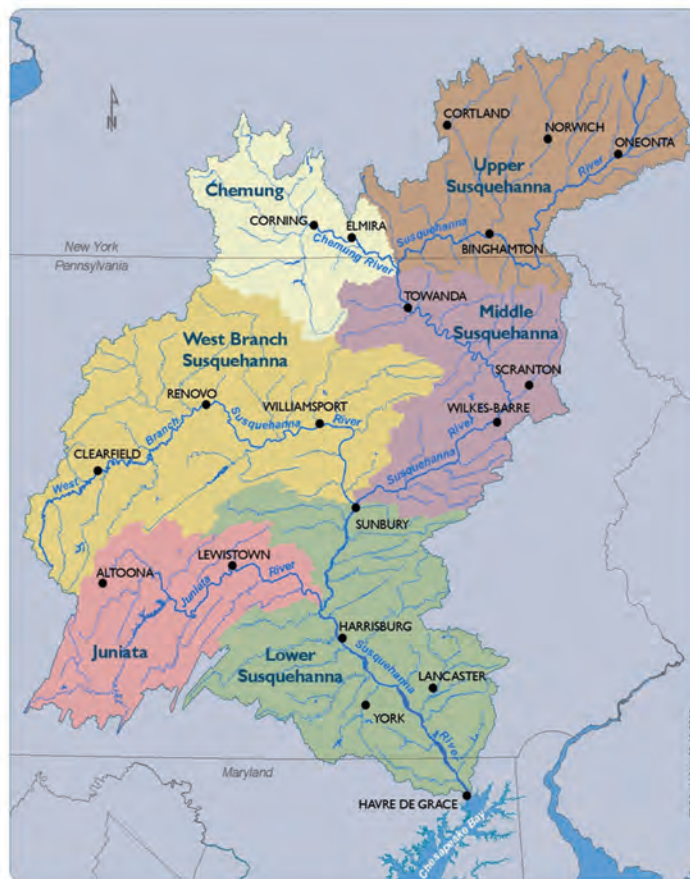 N
CORTLAND
NORWICH
ONEONTA
Upper
Susquehanna
River
Chemung
CORNING
ELMIRA
Chemung River
Susquehanna
BINGHAMTON
New York
Pennsylvania
TOWANDA
Middle
Susquehanna
West Branch
Susquehanna
SCRANTON
RENOVO
WILLIAMSPORT
WILKES-BARRE
Susquehanna
River
Branch
River
Susquehanna
CLEARFIELD
West
SUNBURY
LEWISTOWN
ALTOONA
Juniata
River
HARRISBURG
Juniata
Lower
Susquehanna
Susquehanna
LANCASTER
YORK
River
Maryland
HAVRE DE GRACE
Chesapeake Bay